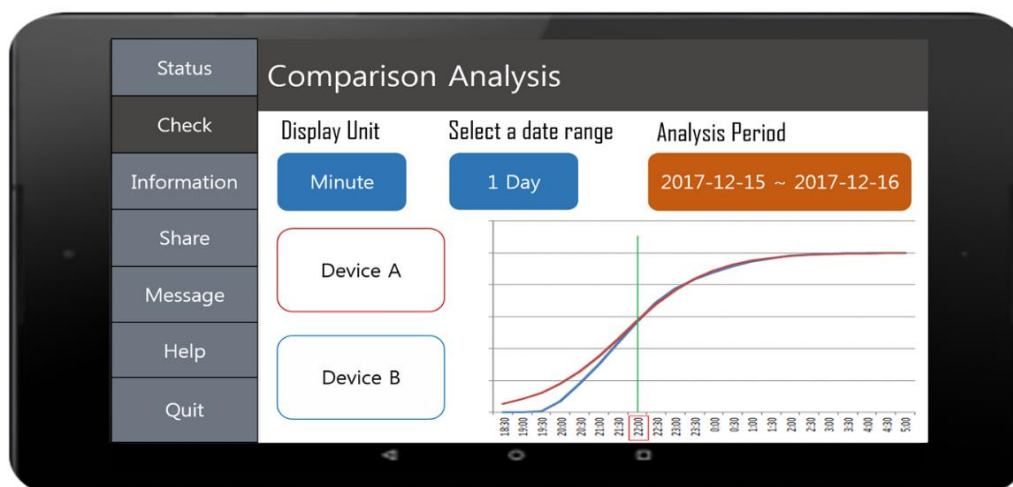 Status
Check
Information
Share
Message
Help
Quit
Comparison Analysis
Display Unit
Select a date range
Analysis Period
Minute
1 Day
2017-12-15 ~ 2017-12-16
Device A
Device B
18:30
19:00
19:30
20:00
20:30
21:00
21:30
22:00
22:30
23:00
23:30
0:00
0:30
1:00
1:30
2:00
2:30
3:00
3:30
4:00
4:30
5:00